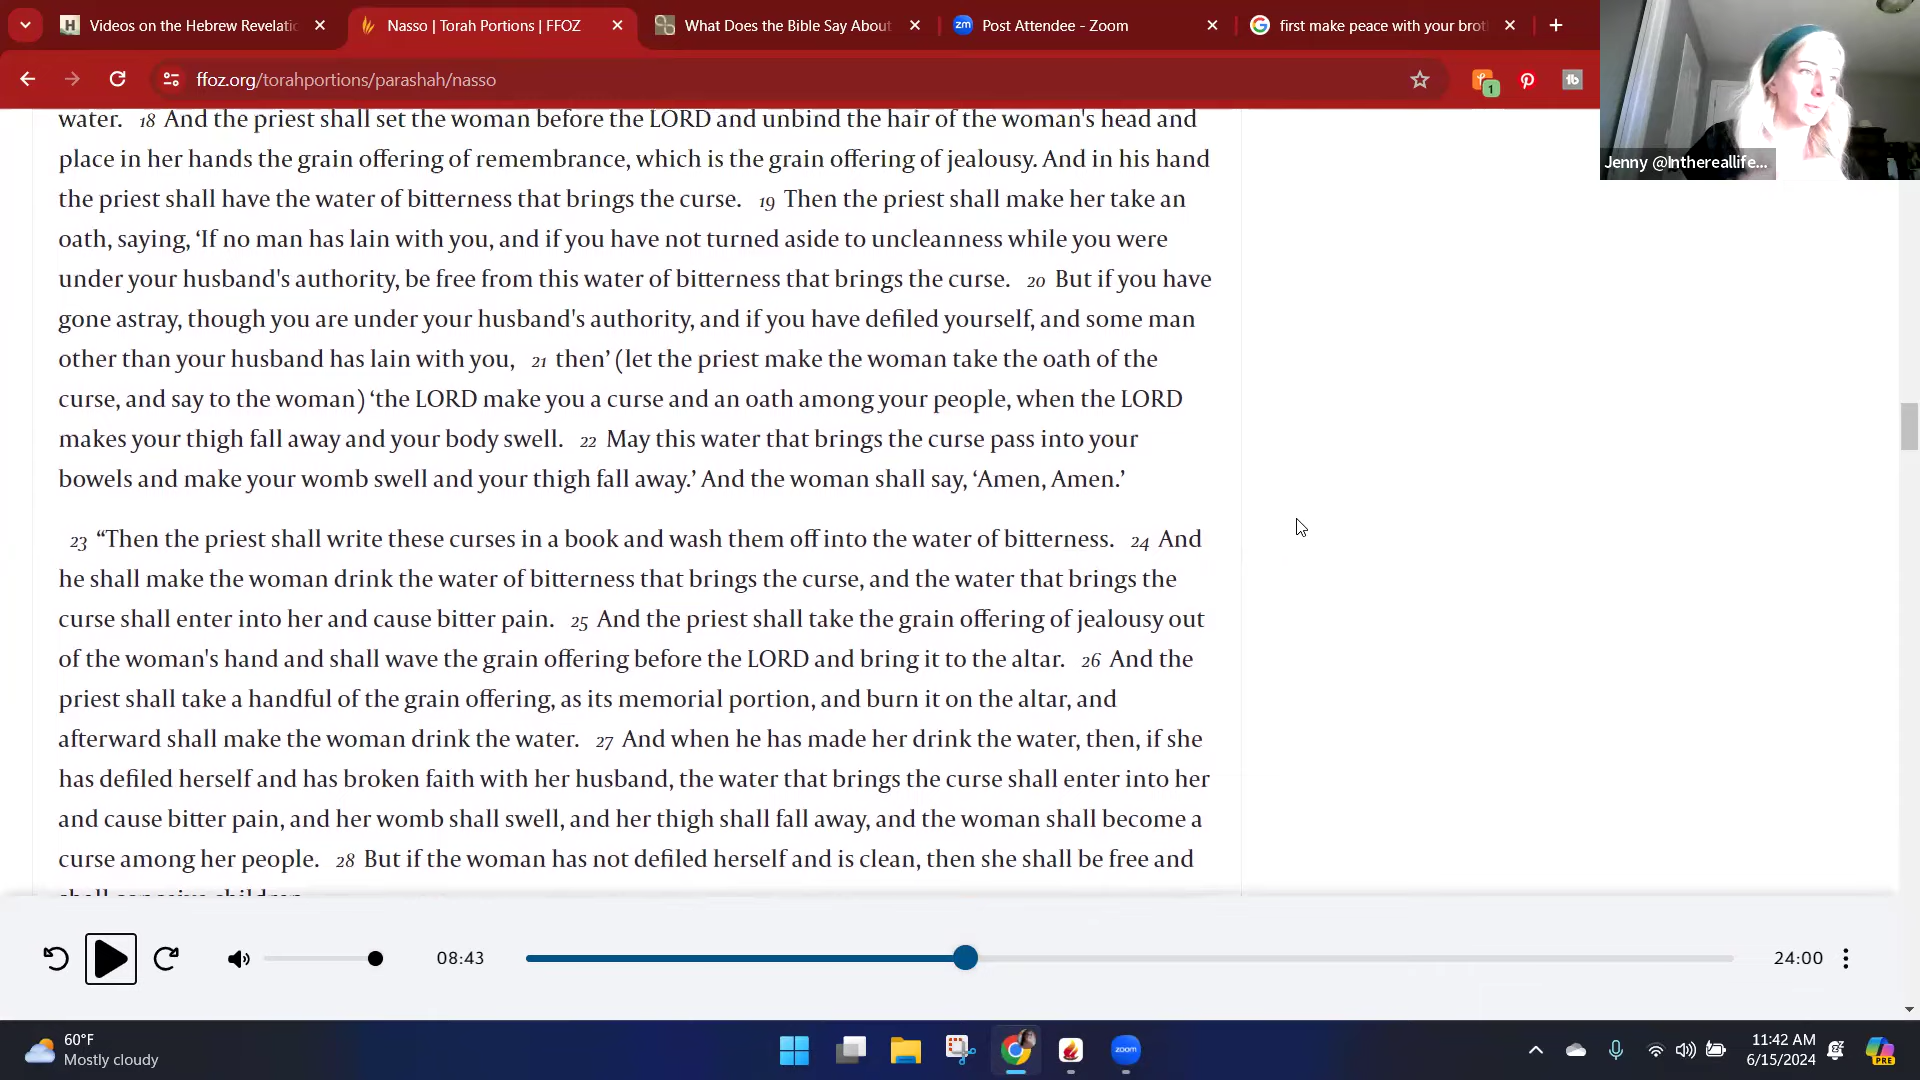 Videos on the Hebrew Revelatio
Nasso | Torah Portions | FFOZ
What Does the Bible Say About
zm Post Attendee - Zoom
first make peace with your brot
ffoz.org/torahportions/parashah/nasso
1
Jenny @Inthereallife...
water. 18 And the priest shall set the woman before the LORD and unbind the hair of the woman's head and
place in her hands the grain offering of remembrance, which is the grain offering of jealousy. And in his hand
the priest shall have the water of bitterness that brings the curse. 19 Then the priest shall make her take an
oath, saying, ‘If no man has lain with you, and if you have not turned aside to uncleanness while you were
under your husband's authority, be free from this water of bitterness that brings the curse. 20 But if you have
gone astray, though you are under your husband's authority, and if you have defiled yourself, and some man
other than your husband has lain with you, 21 then’ (let the priest make the woman take the oath of the
curse, and say to the woman) ‘the LORD make you a curse and an oath among your people, when the LORD
makes your thigh fall away and your body swell. 22 May this water that brings the curse pass into your
bowels and make your womb swell and your thigh fall away.’ And the woman shall say, ‘Amen, Amen.’
23 “Then the priest shall write these curses in a book and wash them off into the water of bitterness. 24 And
he shall make the woman drink the water of bitterness that brings the curse, and the water that brings the
curse shall enter into her and cause bitter pain. 25 And the priest shall take the grain offering of jealousy out
of the woman's hand and shall wave the grain offering before the LORD and bring it to the altar. 26 And the
priest shall take a handful of the grain offering, as its memorial portion, and burn it on the altar, and
afterward shall make the woman drink the water. 27 And when he has made her drink the water, then, if she
has defiled herself and has broken faith with her husband, the water that brings the curse shall enter into her
and cause bitter pain, and her womb shall swell, and her thigh shall fall away, and the woman shall become a
curse among her people. 28 But if the woman has not defiled herself and is clean, then she shall be free and
shall conceive children.
08:43
24:00
60°F
Mostly cloudy
zoom
11:42 AM
6/15/2024
PRE